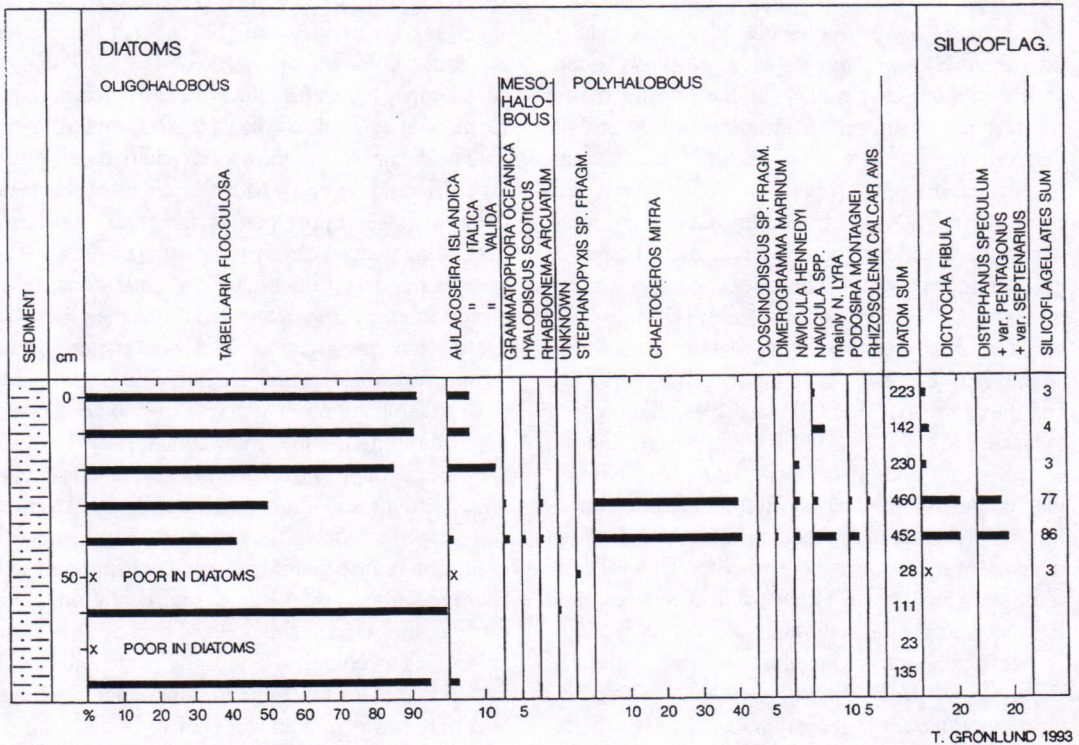 DIATOMS
OLIGOHALOBOUS
MESO-
HALO-
BOUS
POLYHALOBOUS
SILICOFLAG.
SEDIMENT
m cm
TABELLARIA FLOCCULOSA
AULACOSEIRA ISLANDICA
" ITALICA
" VALIDA
GRAMMATOPHORA OCEANICA
HYALODISCUS SCOTICUS
RHABDONEMA ARCUATUM
UNKNOWN
STEPHANOPYXIS SP. FRAGM.
CHAETOCEROS MITRA
COSCINODISCUS SP. FRAGM.
DIMEROGRAMMA MARINUM
NAVICULA HENNEDYI
NAVICULA SPP.
mainly N. LYRA
PODOSIRA MONTAGNE
RHIZOSOLENIA CALCAR AVIS
DIATOM SUM
DICTYOCHA FIBULA
DISTEPHANUS SPECULUM
+ var. PENTAGONUS
var. SEPTENARIUS
SILICOFLAGELLATES SUM
0 223 3
142 4
230 3
460 77
452 86
50 x POOR IN DIATOMS x 28 x 3
111
x POOR IN DIATOMS 23
135
% 10 20 30 40 50 60 70 80 90 10 5 10 20 30 40 5 5 105 20 20
T. GRÖNLUND 1993